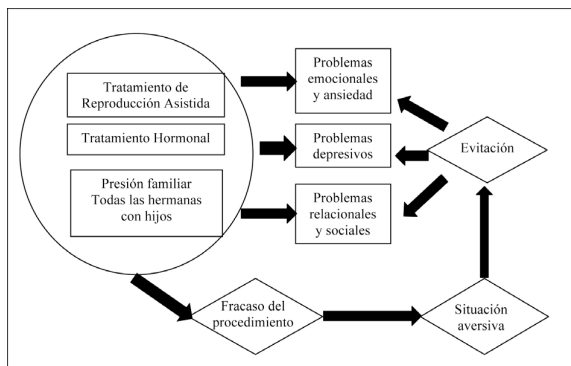 Tratamiento de
Reproducción Asistida
Tratamiento Hormonal
Presión familiar
Todas las hermanas
con hijos
Problemas
emocionales
y ansiedad
Problemas
depresivos
Problemas
relacionales
y sociales
Evitación
Fracaso del
procedimiento
Situación
aversiva